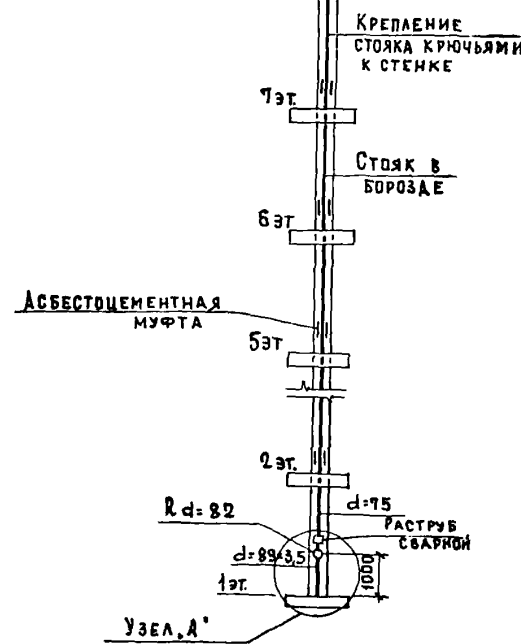 КРЕПЛЕНИЕ
СТОЯКА КРЮЧЬЯМИ
К СТЕНКЕ
7эт.
СТОЯК В
БОРОЗДЕ
6эт
АСБЕСТОЦЕМЕНТНАЯ
МУФТА
5эт
2эт.
R d=82
d=75
РАСТРУБ
СВАРНОЙ
d=89=3,5
1000
1эт.
УЗЕЛ „А"